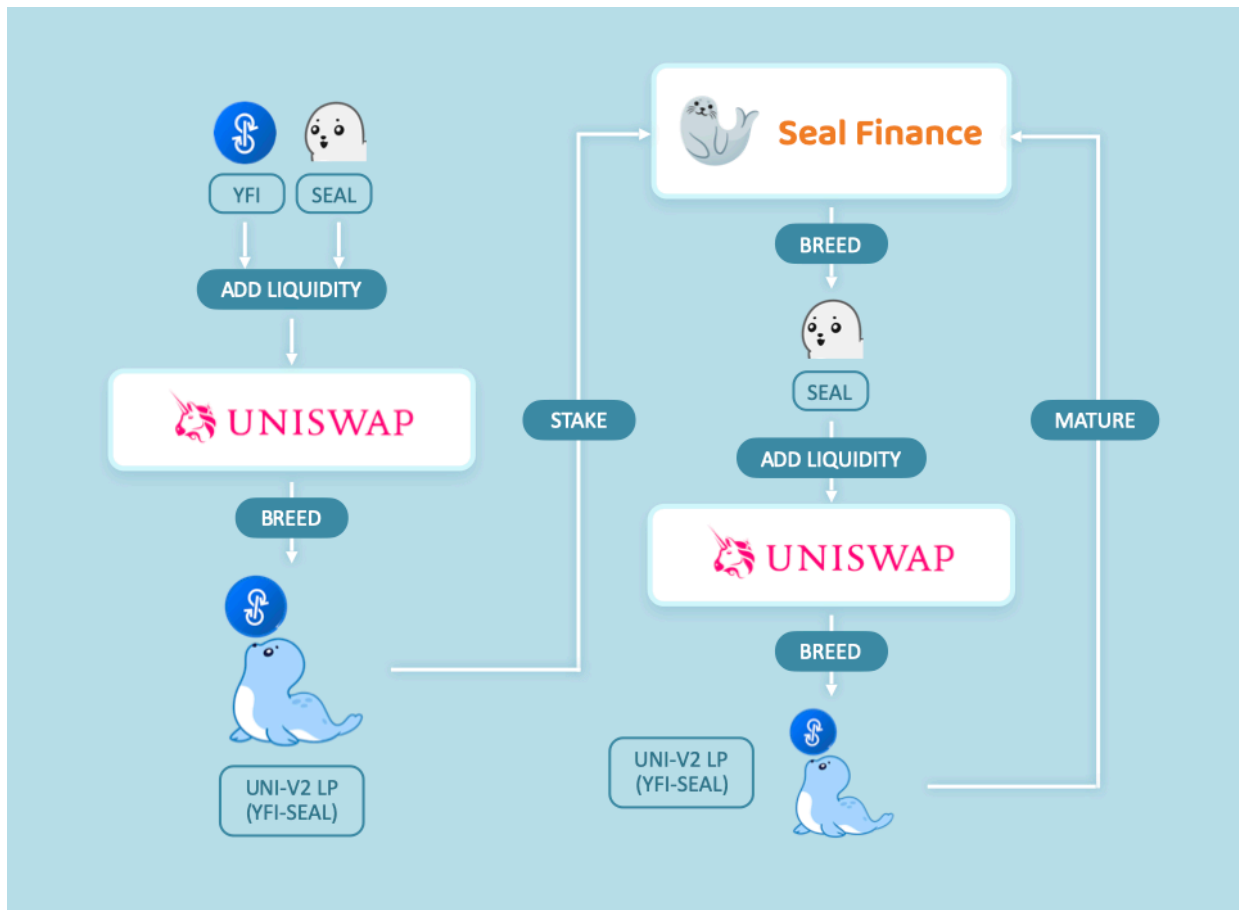 YFI
SEAL
ADD LIQUIDITY
UNISWAP
BREED
UNI-V2 LP
(YFI-SEAL)
STAKE
Seal Finance
BREED
SEAL
ADD LIQUIDITY
UNISWAP
BREED
UNI-V2 LP
(YFI-SEAL)
MATURE